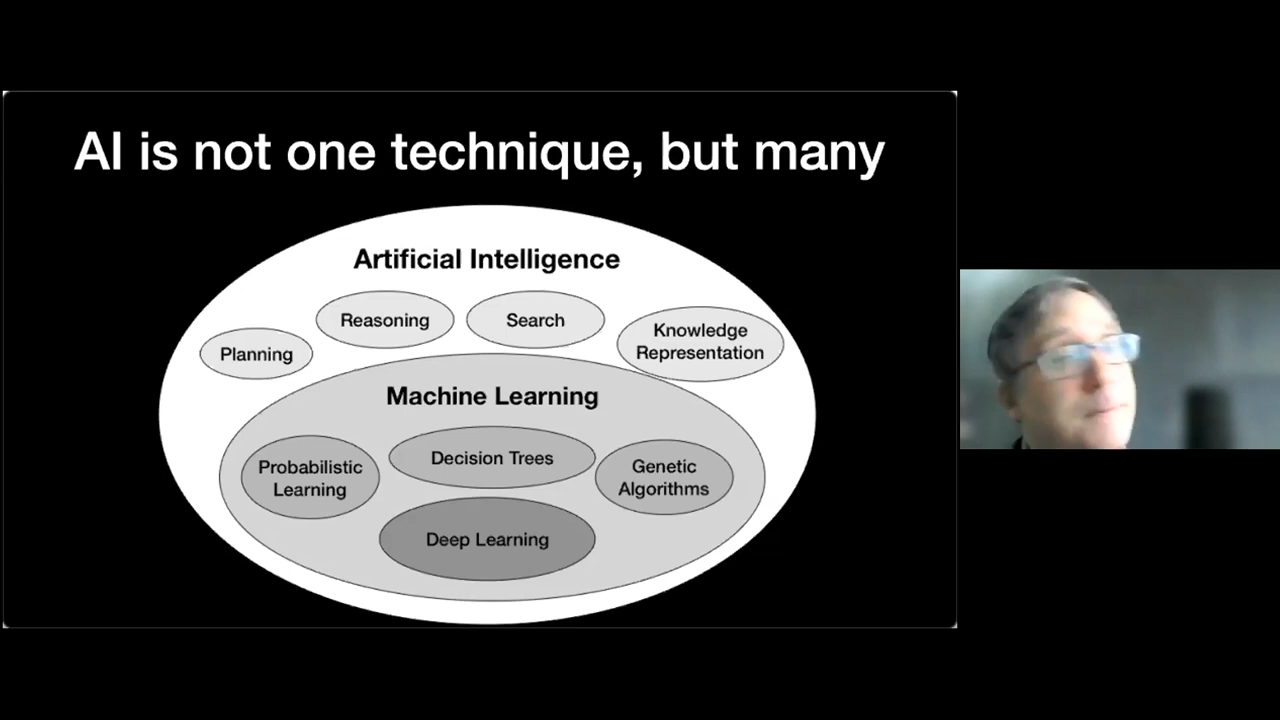 AI is not one technique, but many
Artificial Intelligence
Reasoning
Search
Knowledge
Representation
Planning
Machine Learning
Probabilistic
Learning
Decision Trees
Genetic
Algorithms
Deep Learning